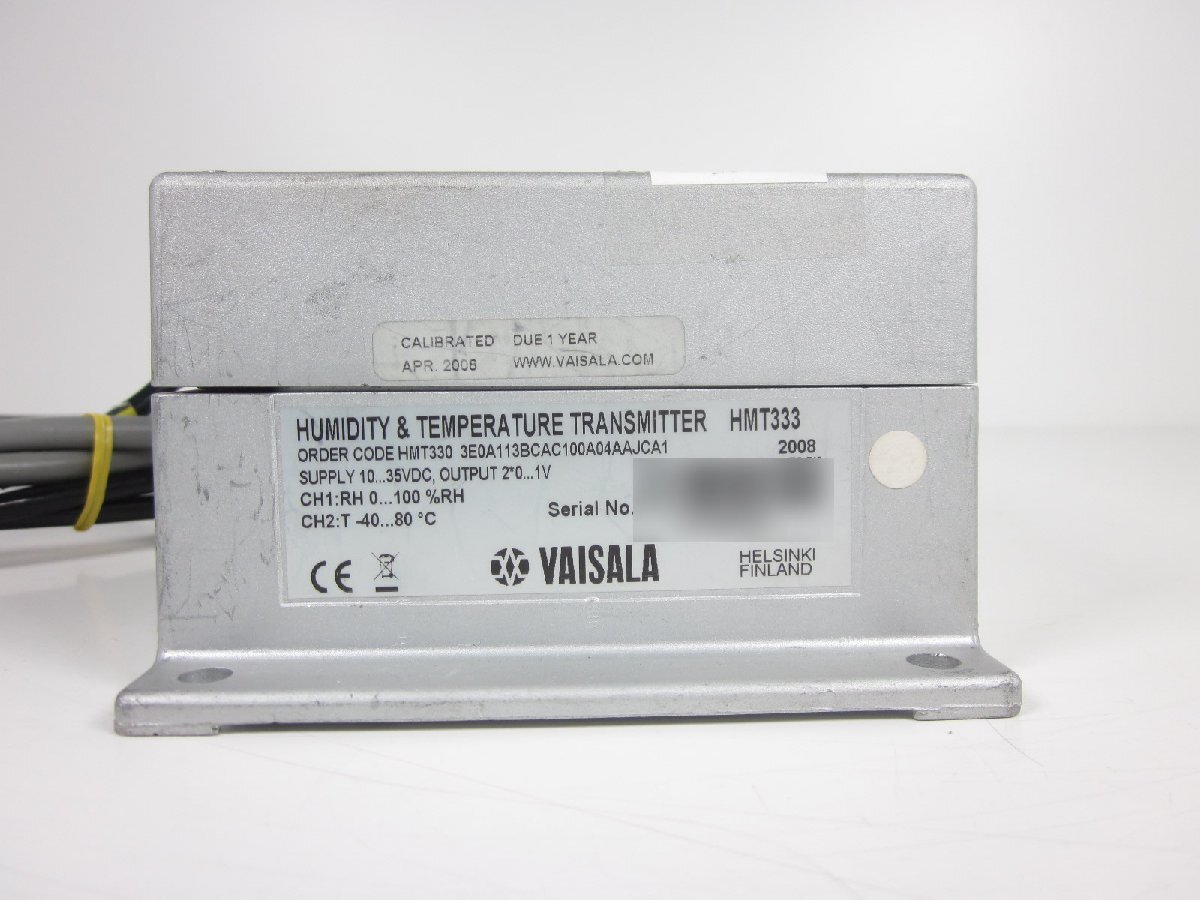 CALIBRATED DUE 1 YEAR
APR. 2008 WWW.VAISALA.COM
HUMIDITY & TEMPERATURE TRANSMITTER HMT333
ORDER CODE HMT330 3E0A113BCAC100A04AAJCA1 2008
SUPPLY 10...35VDC, OUTPUT 2*0...1V
CH1:RH 0...100 %RH
Serial No.
CH2:T -40...80 °C
CE VAISALA HELSINKI
FINLAND